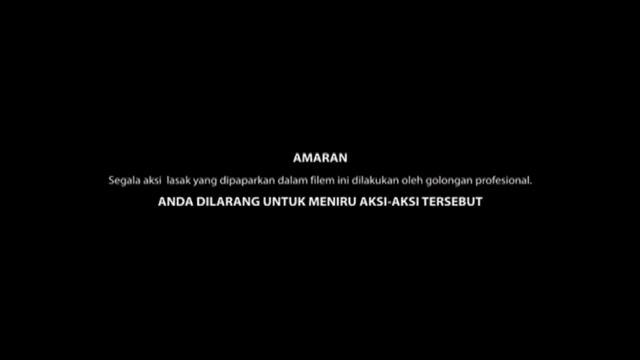 AMARAN
Segala aksi lasak yang dipaparkan dalam filem ini dilakukan oleh golongan profesional.
ANDA DILARANG UNTUK MENIRU AKSI-AKSI TERSEBUT